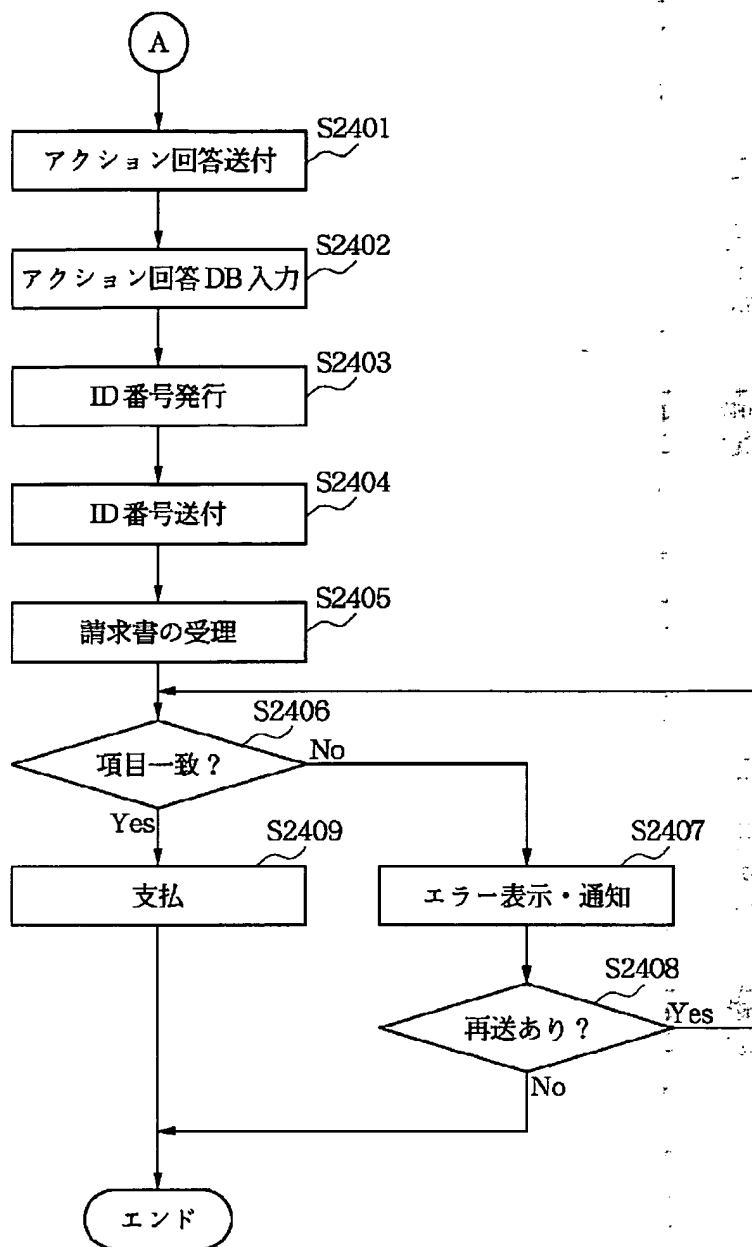 A
S2401
アクション回答送付
S2402
アクション回答DB入力
S2403
ID番号発行
S2404
ID番号送付
S2405
請求書の受理
S2406
項目一致？
No
Yes
S2409
支払
S2407
エラー表示・通知
S2408
再送あり？
Yes
No
エンド